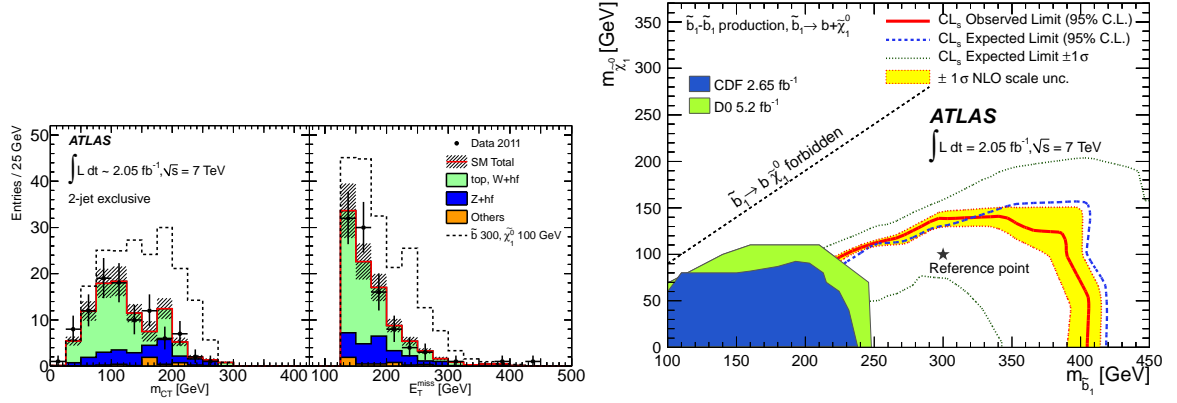 Entries / 25 GeV
50
40
30
20
10
0
ATLAS
∫ L dt ~ 2.05 fb⁻¹, √s = 7 TeV
2-jet exclusive
0 100 200 300 400
m_CT [GeV]
Data 2011
SM Total
top, W+hf
Z+hf
Others
b̃ 300, χ̃₁⁰ 100 GeV
100 200 300 400 500
E_T^miss [GeV]
m_χ̃₁⁰ [GeV]
350
300
250
200
150
100
50
0
b̃₁-b̃₁ production, b̃₁→ b+χ̃₁⁰
CL_s Observed Limit (95% C.L.)
CL_s Expected Limit (95% C.L.)
CL_s Expected Limit ±1σ
± 1σ NLO scale unc.
CDF 2.65 fb⁻¹
D0 5.2 fb⁻¹
b̃₁→ b χ̃₁⁰ forbidden
ATLAS
∫ L dt = 2.05 fb⁻¹, √s = 7 TeV
Reference point
100 150 200 250 300 350 400 450
m_b̃₁ [GeV]